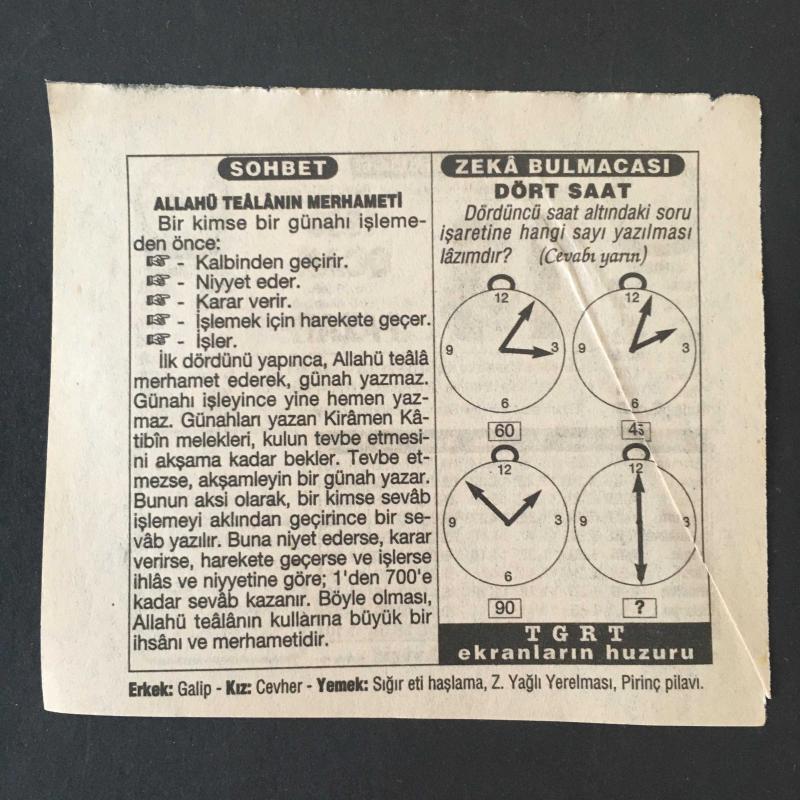 SOHBET
ALLAHÜ TEÂLÂNIN MERHAMETİ
Bir kimse bir günahı işleme-
den önce:
- Kalbinden geçirir.
- Niyyet eder.
- Karar verir.
- İşlemek için harekete geçer.
- İşler.
İlk dördünü yapınca, Allahü teâlâ
merhamet ederek, günah yazmaz.
Günahı işleyince yine hemen yaz-
maz. Günahları yazan Kirâmen Kâ-
tibîn melekleri, kulun tevbe etmesi-
ni akşama kadar bekler. Tevbe et-
mezse, akşamleyin bir günah yazar.
Bunun aksi olarak, bir kimse sevâb
işlemeyi aklından geçirince bir se-
vâb yazılır. Buna niyet ederse, karar
verirse, harekete geçerse ve işlerse
ihlâs ve niyyetine göre; 1'den 700'e
kadar sevâb kazanır. Böyle olması,
Allahü teâlânın kullarına büyük bir
ihsânı ve merhametidir.
ZEKÂ BULMACASI
DÖRT SAAT
Dördüncü saat altındaki soru
işaretine hangi sayı yazılması
lâzımdır? (Cevabı yarın)
12
9 3
6
60
12
9 3
6
45
12
9 3
6
90
12
9 3
6
?
TGRT
ekranların huzuru
Erkek: Galip - Kız: Cevher - Yemek: Sığır eti haşlama, Z. Yağlı Yerelması, Pirinç pilavı.